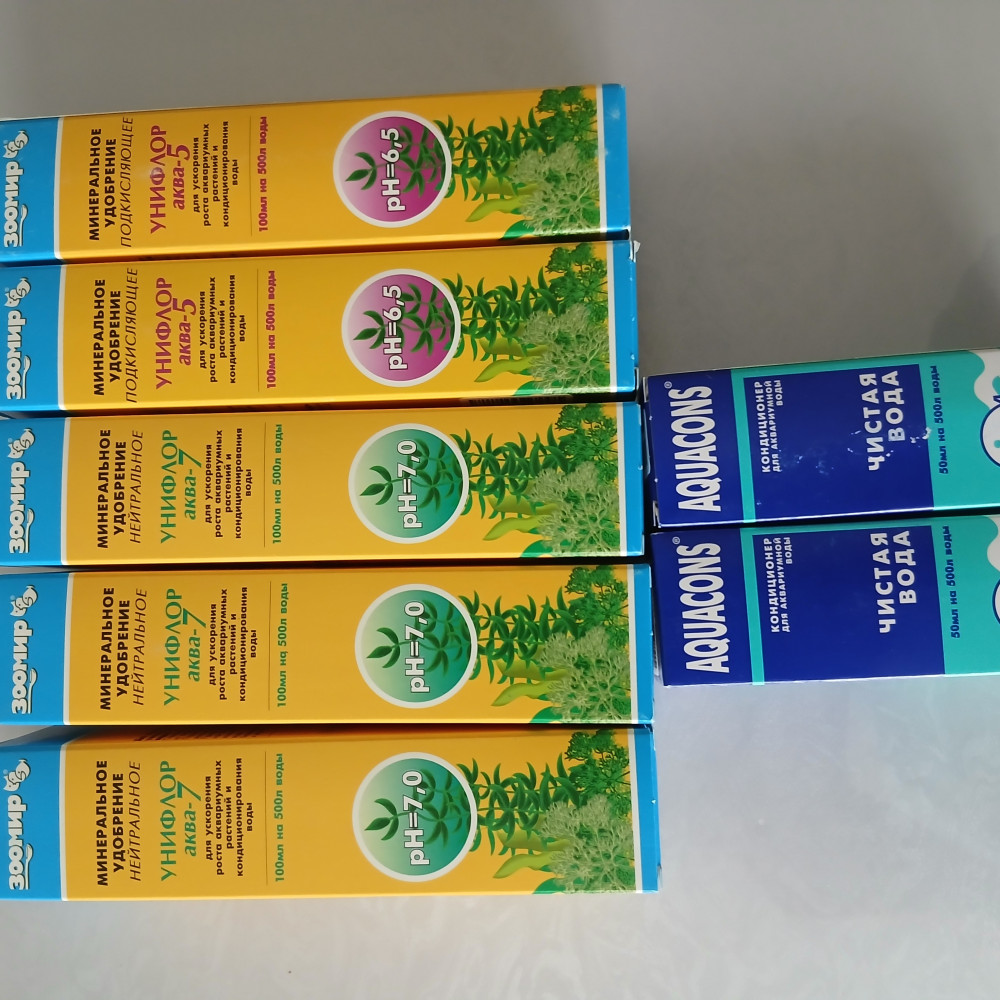 ЗООМИР®
МИНЕРАЛЬНОЕ
УДОБРЕНИЕ
ПОДКИСЛЯЮЩЕЕ
УНИФЛОР
аква-5
для ускорения
роста аквариумных
растений и
кондиционирования
воды
100мл на 500л воды
pH=6,5
ЗООМИР®
МИНЕРАЛЬНОЕ
УДОБРЕНИЕ
ПОДКИСЛЯЮЩЕЕ
УНИФЛОР
аква-5
для ускорения
роста аквариумных
растений и
кондиционирования
воды
100мл на 500л воды
pH=6,5
ЗООМИР®
МИНЕРАЛЬНОЕ
УДОБРЕНИЕ
НЕЙТРАЛЬНОЕ
УНИФЛОР
аква-7
для ускорения
роста аквариумных
растений и
кондиционирования
воды
100мл на 500л воды
pH=7,0
ЗООМИР®
МИНЕРАЛЬНОЕ
УДОБРЕНИЕ
НЕЙТРАЛЬНОЕ
УНИФЛОР
аква-7
для ускорения
роста аквариумных
растений и
кондиционирования
воды
100мл на 500л воды
pH=7,0
ЗООМИР®
МИНЕРАЛЬНОЕ
УДОБРЕНИЕ
НЕЙТРАЛЬНОЕ
УНИФЛОР
аква-7
для ускорения
роста аквариумных
растений и
кондиционирования
воды
100мл на 500л воды
pH=7,0
AQUACONS®
КОНДИЦИОНЕР
ДЛЯ АКВАРИУМНОЙ
ВОДЫ
ЧИСТАЯ
ВОДА
50мл на 500л воды
AQUACONS®
КОНДИЦИОНЕР
ДЛЯ АКВАРИУМНОЙ
ВОДЫ
ЧИСТАЯ
ВОДА
50мл на 500л воды